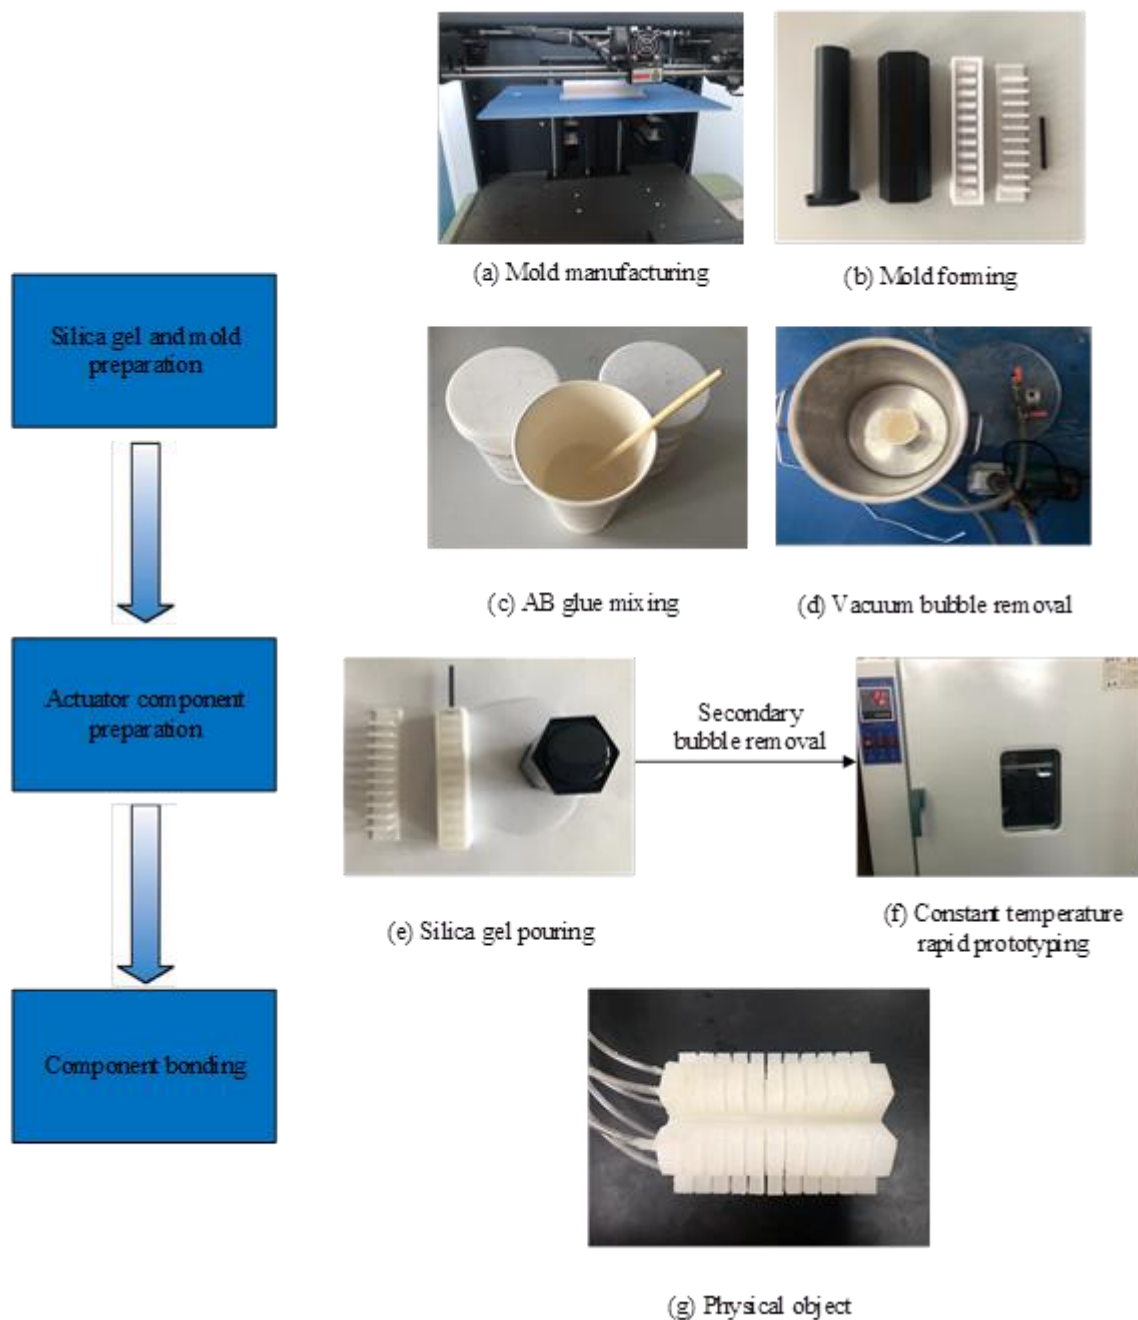 (a) Mold manufacturing
(b) Mold forming
Silica gel and mold
preparation
(c) AB glue mixing
(d) Vacuum bubble removal
Actuator component
preparation
Secondary
bubble removal
(e) Silica gel pouring
(f) Constant temperature
rapid prototyping
Component bonding
(g) Physical object